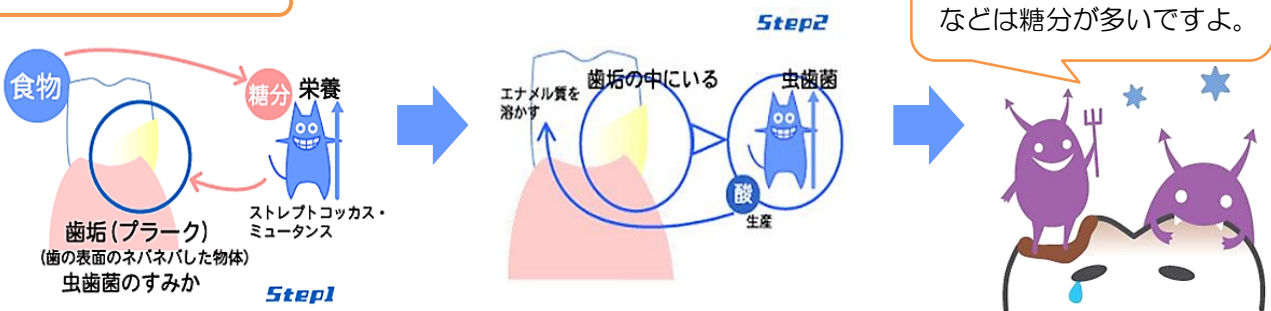 食物
糖分
栄養
ストレプトコッカス・
ミュータンス
歯垢(プラーク)
(歯の表面のネバネバした物体)
虫歯菌のすみか
Step1
Step2
エナメル質を
溶かす
歯垢の中にいる
虫歯菌
酸
生産
などは糖分が多いですよ。